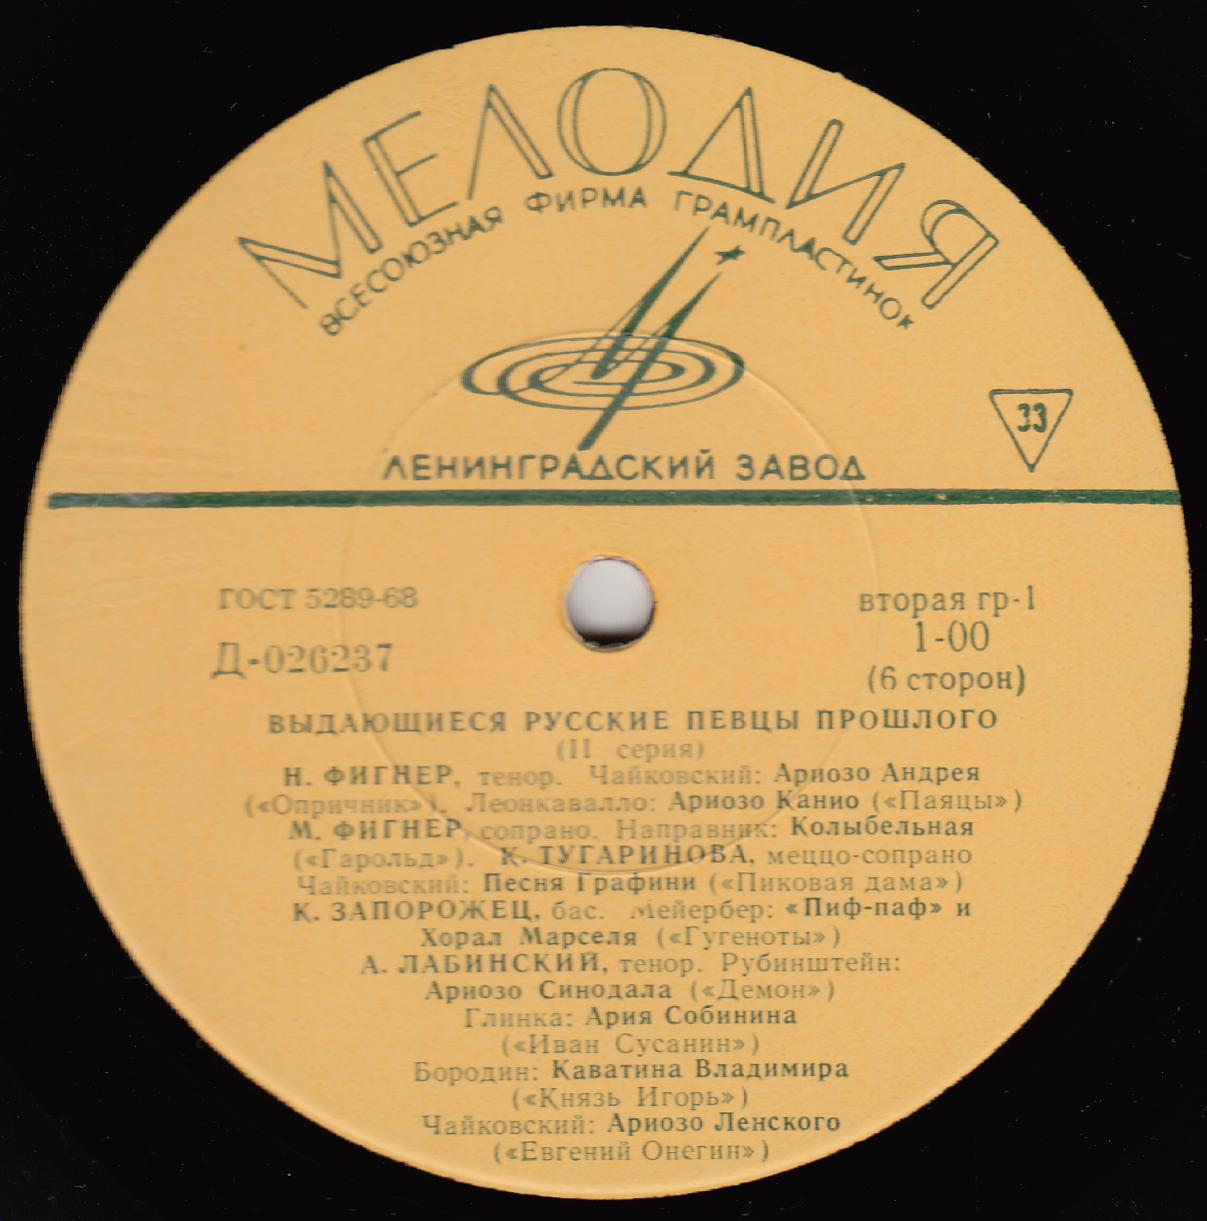 МЕЛОДИЯ
ВСЕСОЮЗНАЯ ФИРМА ГРАМПЛАСТИНОК
33
ЛЕНИНГРАДСКИЙ ЗАВОД
ГОСТ 5289-68
вторая гр-1
Д-026237
1-00
(6 сторон)
ВЫДАЮЩИЕСЯ РУССКИЕ ПЕВЦЫ ПРОШЛОГО
(II серия)
Н. ФИГНЕР, тенор. Чайковский: Ариозо Андрея
(«Опричник»). Леонкавалло: Ариозо Канио («Паяцы»)
М. ФИГНЕР, сопрано. Направник: Колыбельная
(«Гарольд»). К. ТУГАРИНОВА, меццо-сопрано
Чайковский: Песня Графини («Пиковая дама»)
К. ЗАПОРОЖЕЦ, бас. Мейербер: «Пиф-паф» и
Хорал Марселя («Гугеноты»)
А. ЛАБИНСКИЙ, тенор. Рубинштейн:
Ариозо Синодала («Демон»)
Глинка: Ария Собинина
(«Иван Сусанин»)
Бородин: Каватина Владимира
(«Князь Игорь»)
Чайковский: Ариозо Ленского
(«Евгений Онегин»)